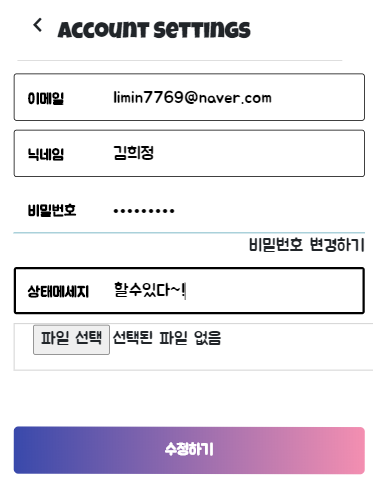 Account Settings
이메일 limin7769@naver.com
닉네임 김희정
비밀번호 •••••••••
비밀번호 변경하기
상태메세지 할수있다~!
파일 선택 선택된 파일 없음
수정하기